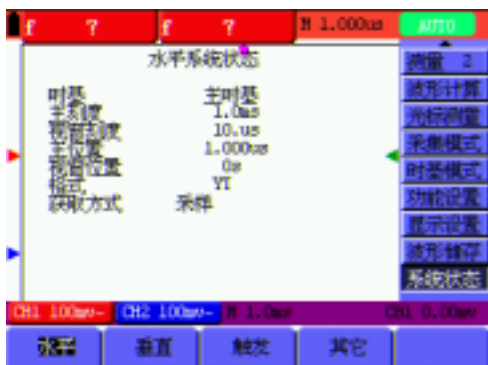 f ? f ? M 1.000us AUTO
水平系统状态
时基 主时基
主刻度 1.0ms
视窗刻度 10.us
主位置 1.000us
视窗位置 0s
格式 YT
获取方式 采样
测量 2
波形计算
光标测量
采集模式
时基模式
功能设置
显示设置
波形储存
系统状态
CH1 100mv~ CH2 100mv~ M 1.0ms CH1 0.00mv
水平 垂直 触发 其它